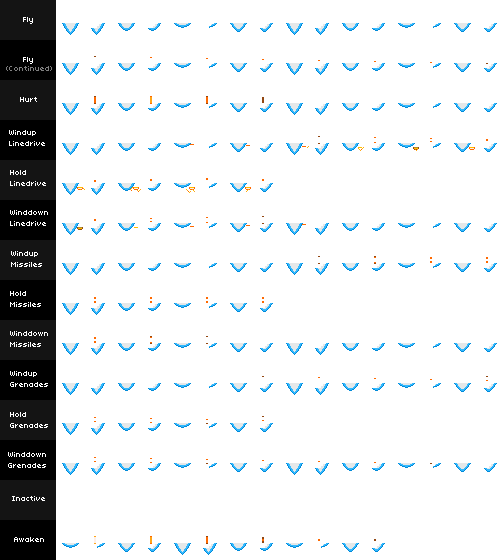 Fly
Fly
(Continued)
Hurt
Windup
Linedrive
Hold
Linedrive
Winddown
Linedrive
Windup
Missiles
Hold
Missiles
Winddown
Missiles
Windup
Grenades
Hold
Grenades
Winddown
Grenades
Inactive
Awaken